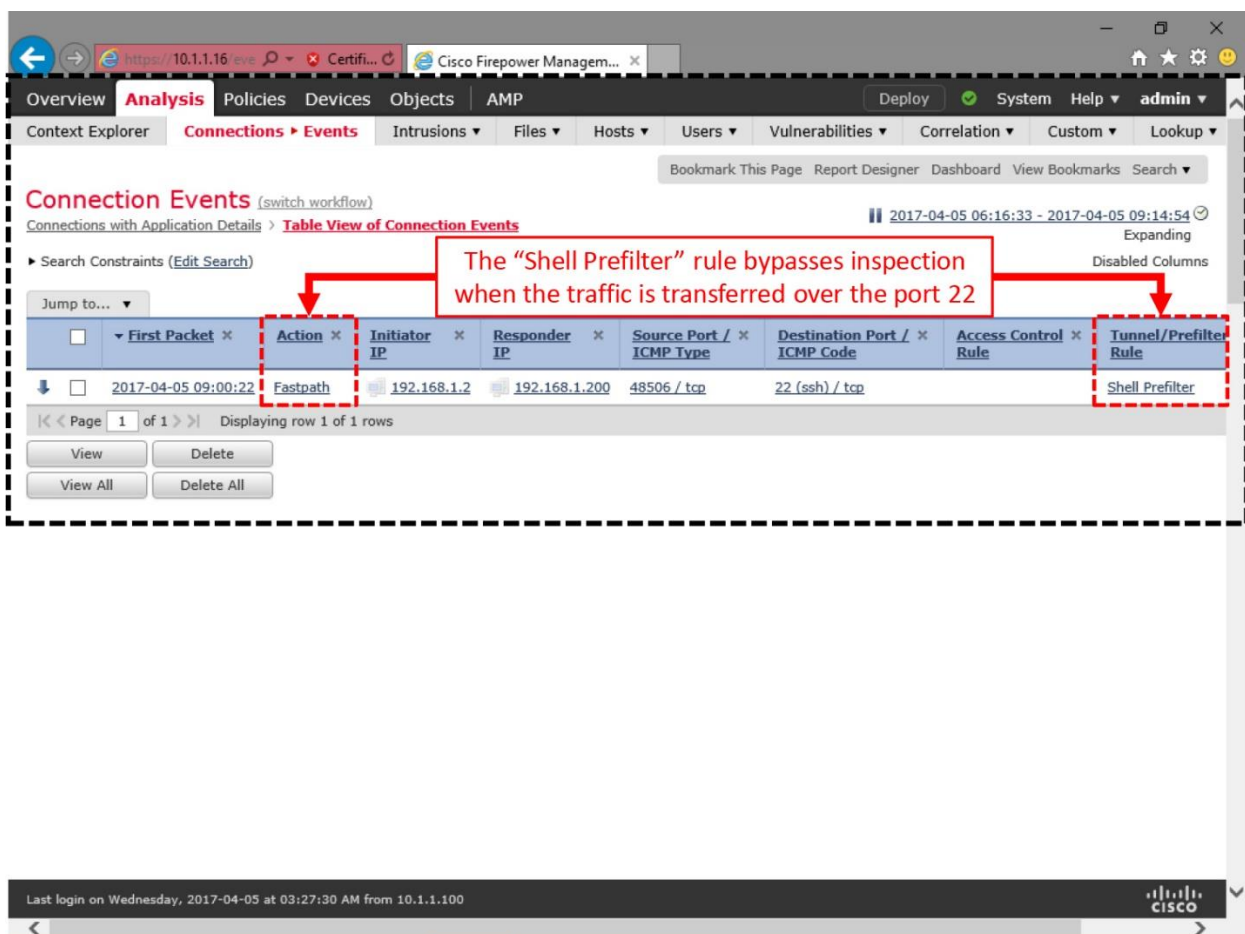 https://10.1.1.16/eve Certifi... Cisco Firepower Managem...
Overview Analysis Policies Devices Objects AMP Deploy System Help admin
Context Explorer Connections Events Intrusions Files Hosts Users Vulnerabilities Correlation Custom Lookup
Bookmark This Page Report Designer Dashboard View Bookmarks Search
Connection Events (switch workflow)
Connections with Application Details > Table View of Connection Events
2017-04-05 06:16:33 - 2017-04-05 09:14:54
Expanding
Search Constraints (Edit Search)
Disabled Columns
The “Shell Prefilter” rule bypasses inspection
when the traffic is transferred over the port 22
Jump to...
First Packet Action Initiator IP Responder IP Source Port / ICMP Type Destination Port / ICMP Code Access Control Rule Tunnel/Prefilter Rule
2017-04-05 09:00:22 Fastpath 192.168.1.2 192.168.1.200 48506 / tcp 22 (ssh) / tcp Shell Prefilter
Page 1 of 1 Displaying row 1 of 1 rows
View Delete
View All Delete All
Last login on Wednesday, 2017-04-05 at 03:27:30 AM from 10.1.1.100
CISCO